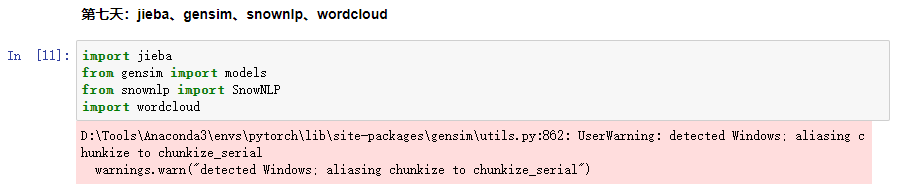 第七天：jieba、gensim、snownlp、wordcloud
In [11]:
import jieba
from gensim import models
from snownlp import SnowNLP
import wordcloud
D:\Tools\Anaconda3\envs\pytorch\lib\site-packages\gensim\utils.py:862: UserWarning: detected Windows; aliasing c
hunkize to chunkize_serial
  warnings.warn("detected Windows; aliasing chunkize to chunkize_serial")